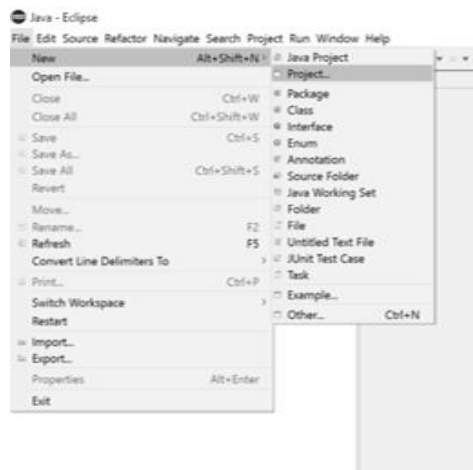 Java - Eclipse
File Edit Source Refactor Navigate Search Project Run Window Help
New Alt+Shift+N
Open File...
Close Ctrl+W
Close All Ctrl+Shift+W
Save Ctrl+S
Save As...
Save All Ctrl+Shift+S
Revert
Move...
Rename... F2
Refresh F5
Convert Line Delimiters To
Print... Ctrl+P
Switch Workspace
Restart
Import...
Export...
Properties Alt+Enter
Exit
Java Project
Project...
Package
Class
Interface
Enum
Annotation
Source Folder
Java Working Set
Folder
File
Untitled Text File
JUnit Test Case
Task
Example...
Other... Ctrl+N